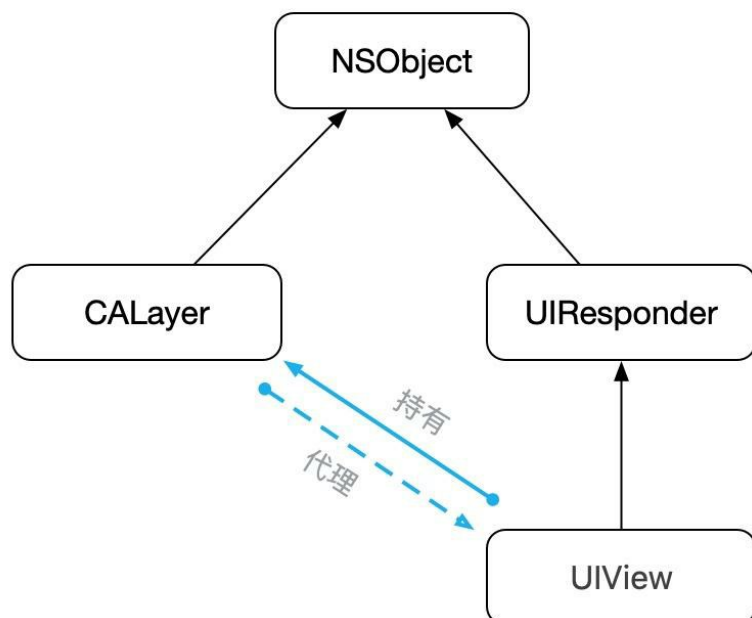 NSObject
CALayer
UIResponder
持有
代理
UIView